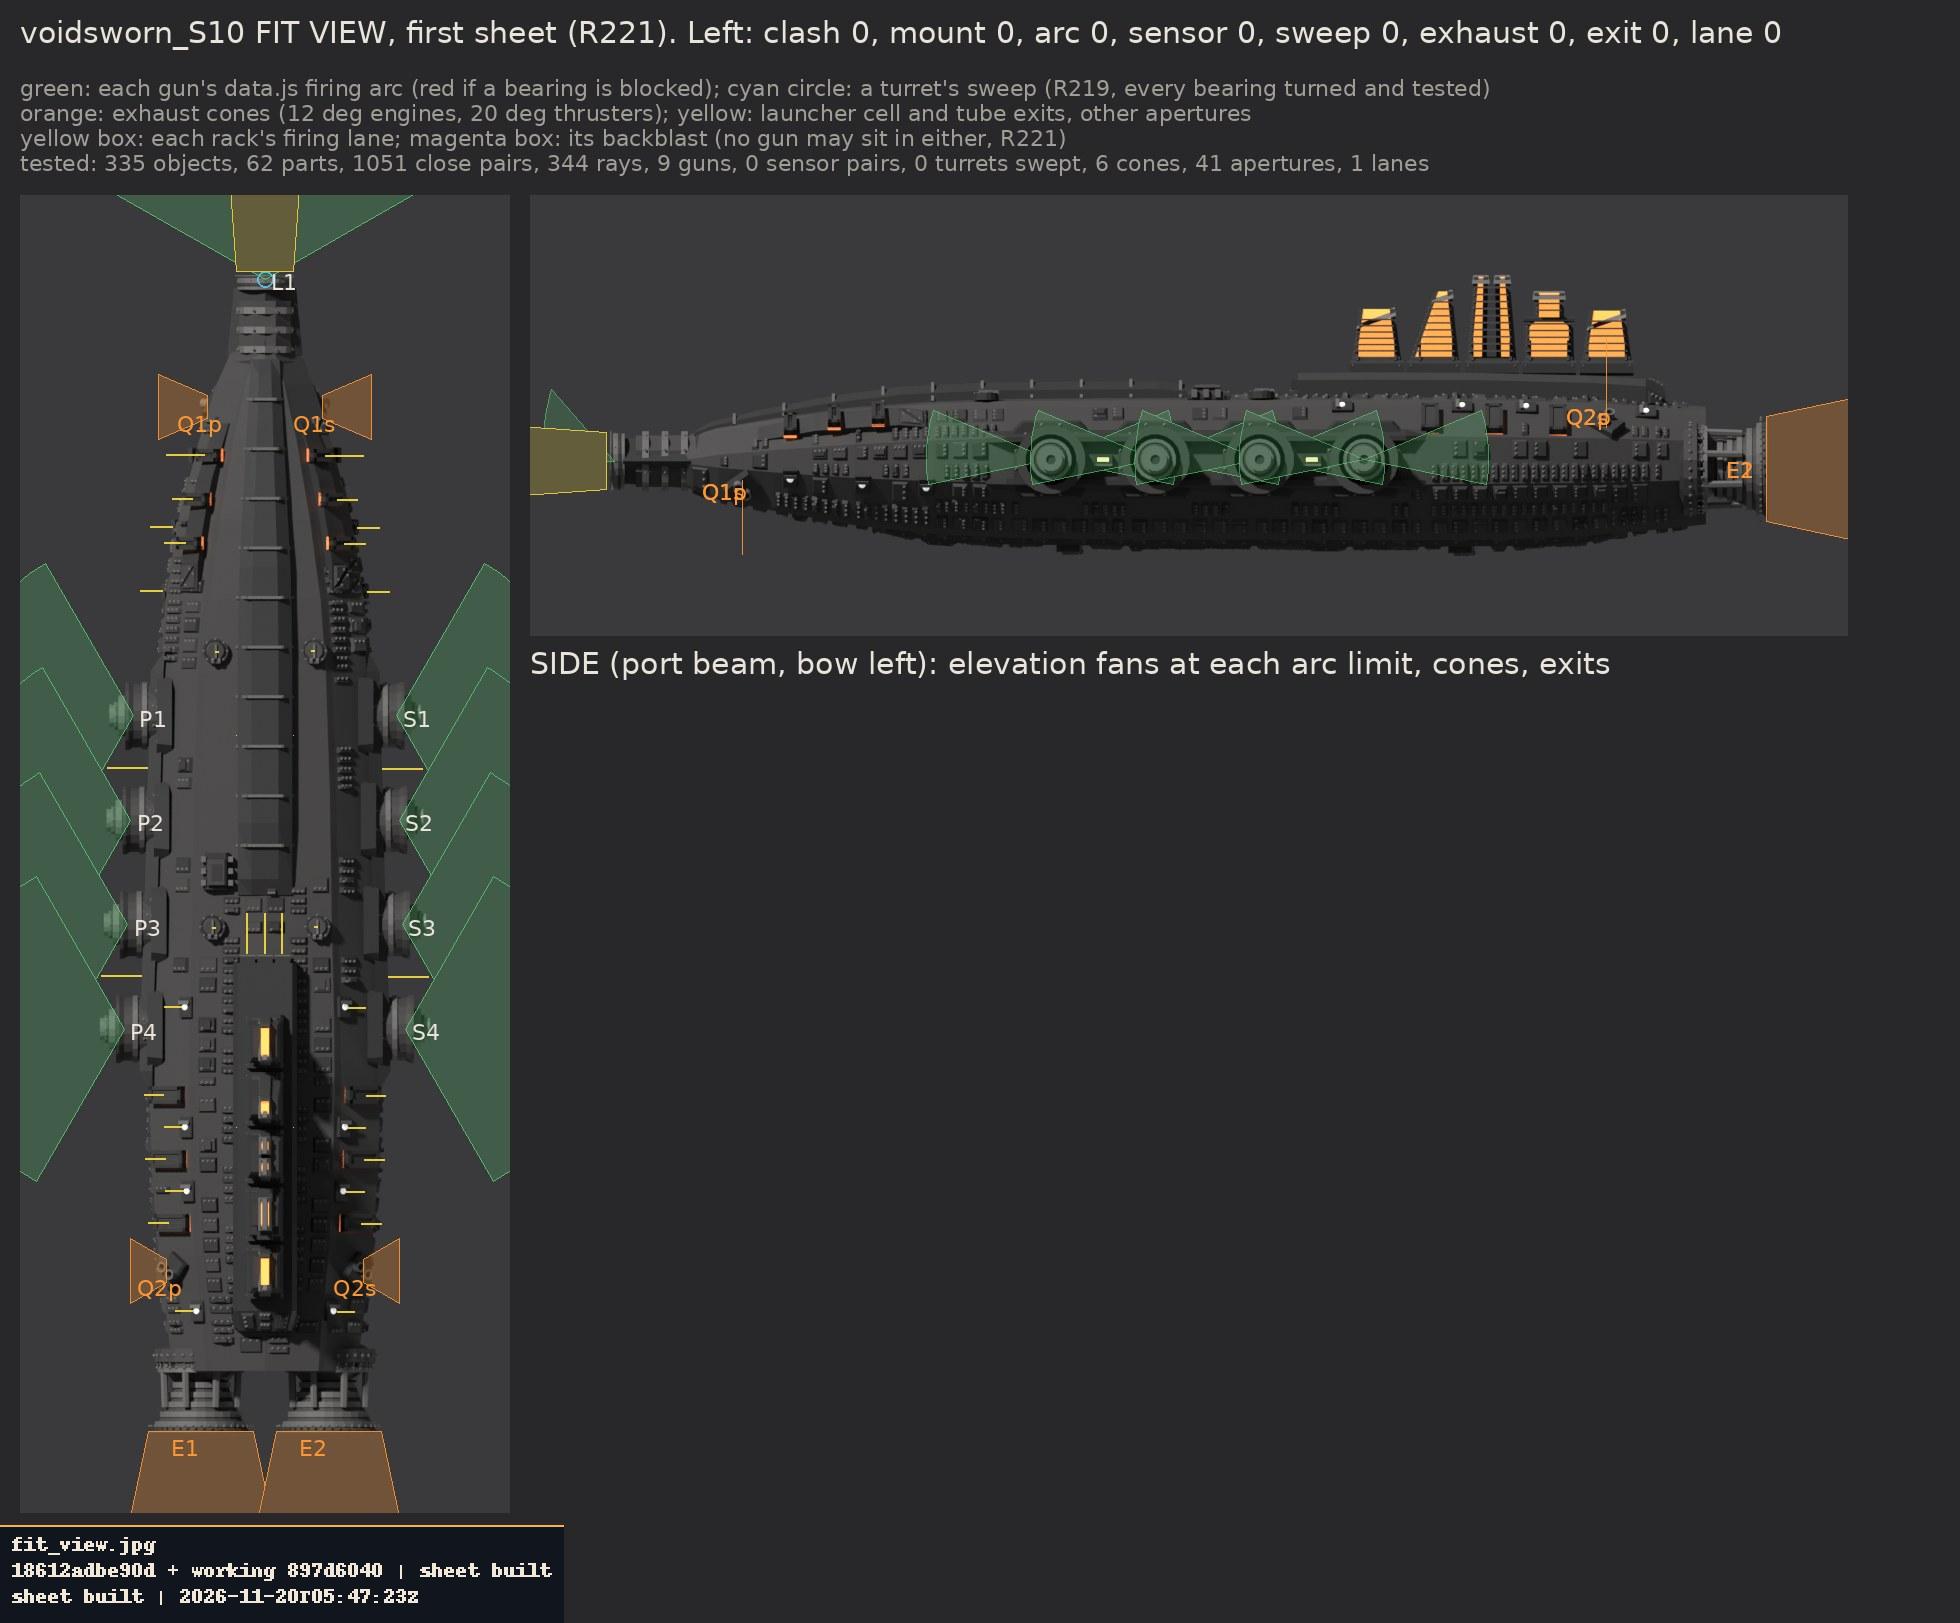 voidsworn_S10 FIT VIEW, first sheet (R221). Left: clash 0, mount 0, arc 0, sensor 0, sweep 0, exhaust 0, exit 0, lane 0
green: each gun's data.js firing arc (red if a bearing is blocked); cyan circle: a turret's sweep (R219, every bearing turned and tested)
orange: exhaust cones (12 deg engines, 20 deg thrusters); yellow: launcher cell and tube exits, other apertures
yellow box: each rack's firing lane; magenta box: its backblast (no gun may sit in either, R221)
tested: 335 objects, 62 parts, 1051 close pairs, 344 rays, 9 guns, 0 sensor pairs, 0 turrets swept, 6 cones, 41 apertures, 1 lanes
L1
Q1p
Q1s
P1
S1
P2
S2
P3
S3
P4
S4
Q2p
Q2s
E1
E2
Q1p
Q2p
E2
SIDE (port beam, bow left): elevation fans at each arc limit, cones, exits
fit_view.jpg
18612adbe90d + working 897d6040 | sheet built
sheet built | 2026-11-20T05:47:23Z